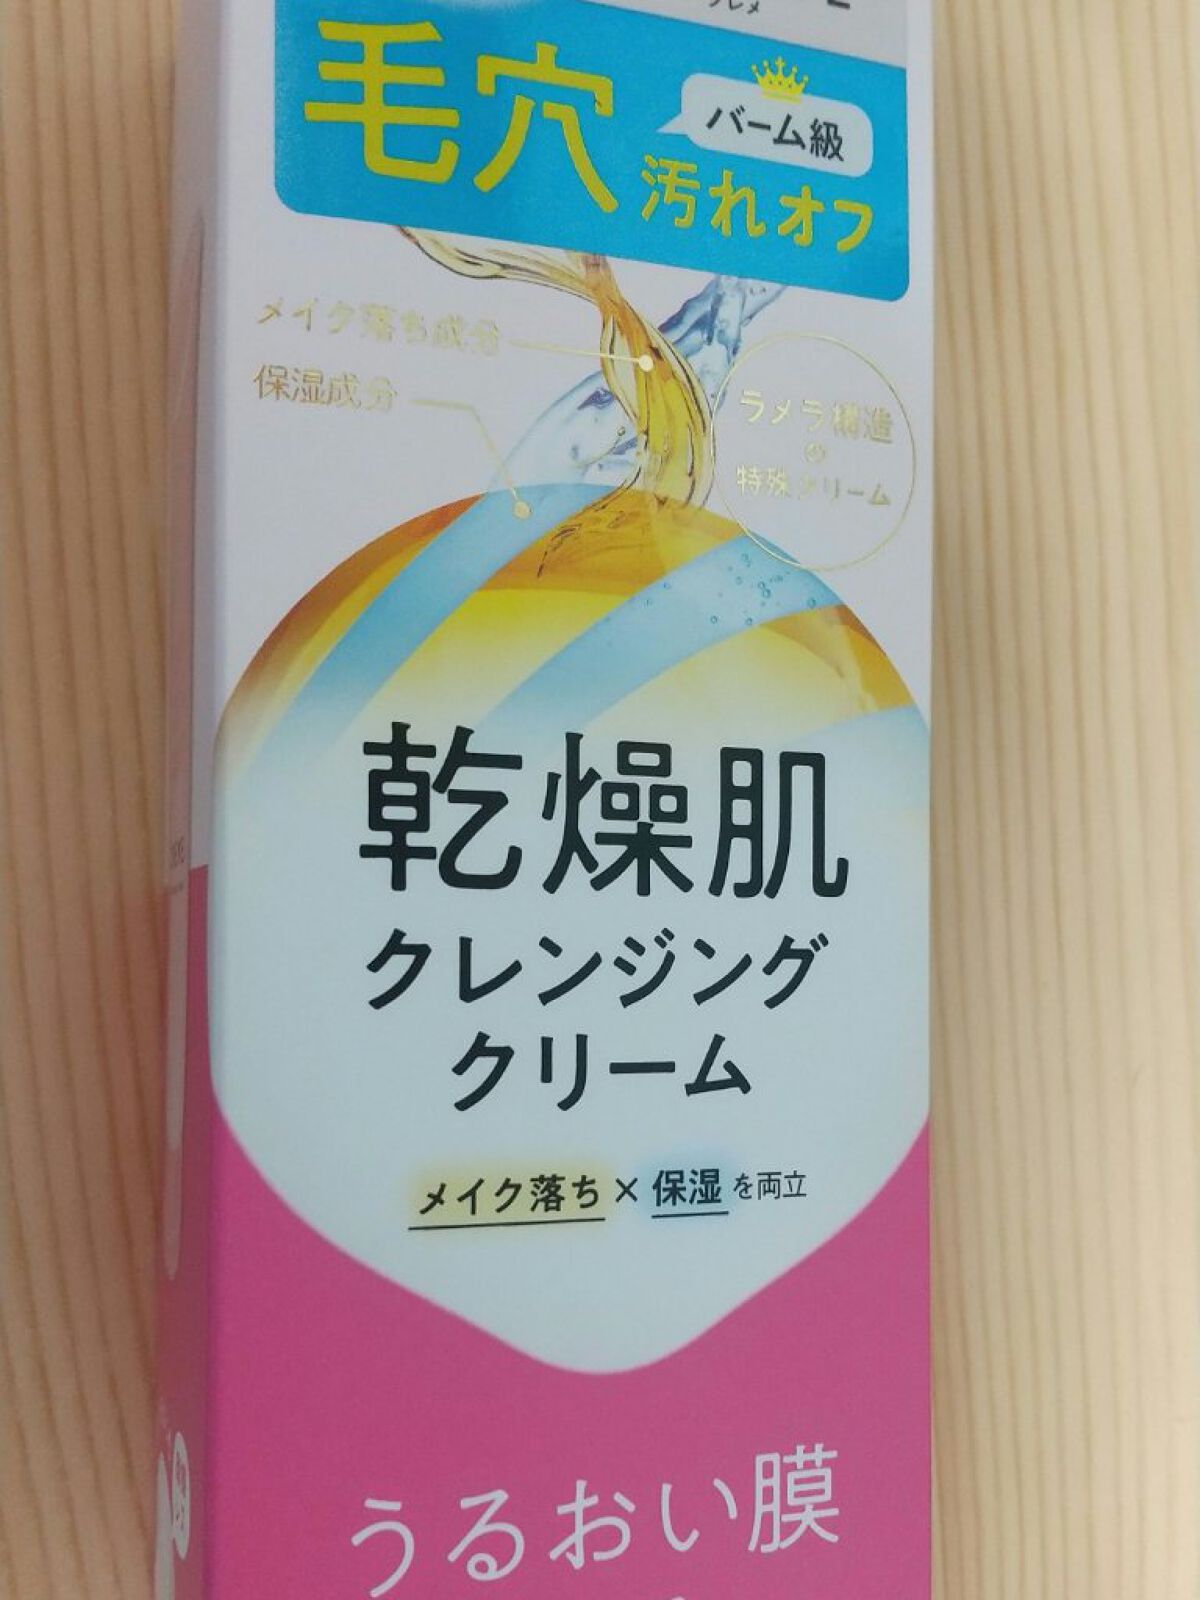 毛穴
バーム級
汚れオフ
メイク落ち成分
保湿成分
ラメラ構造
の
特殊クリーム
乾燥肌
クレンジング
クリーム
メイク落ち×保湿を両立
うるおい膜